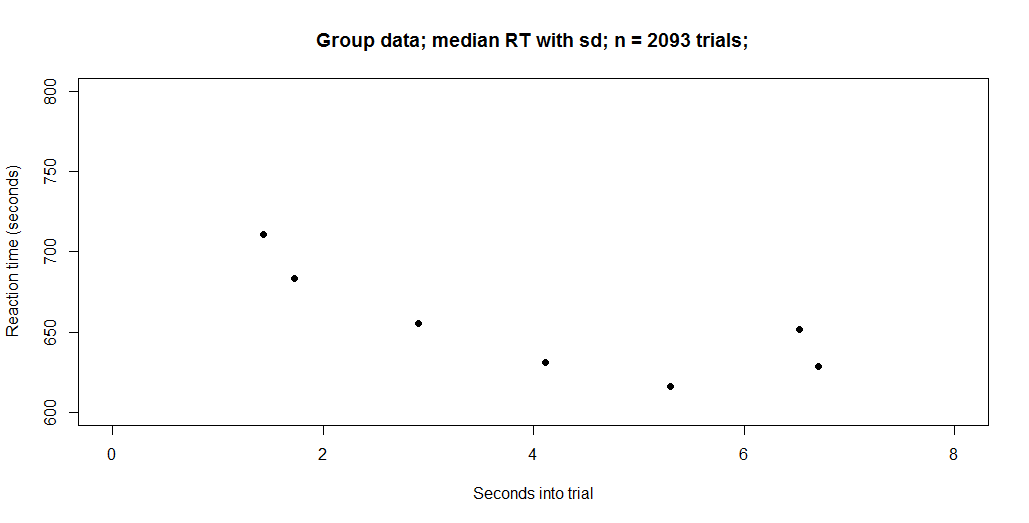 Group data; median RT with sd; n = 2093 trials;
Reaction time (seconds)
800
750
700
650
600
0 2 4 6 8
Seconds into trial